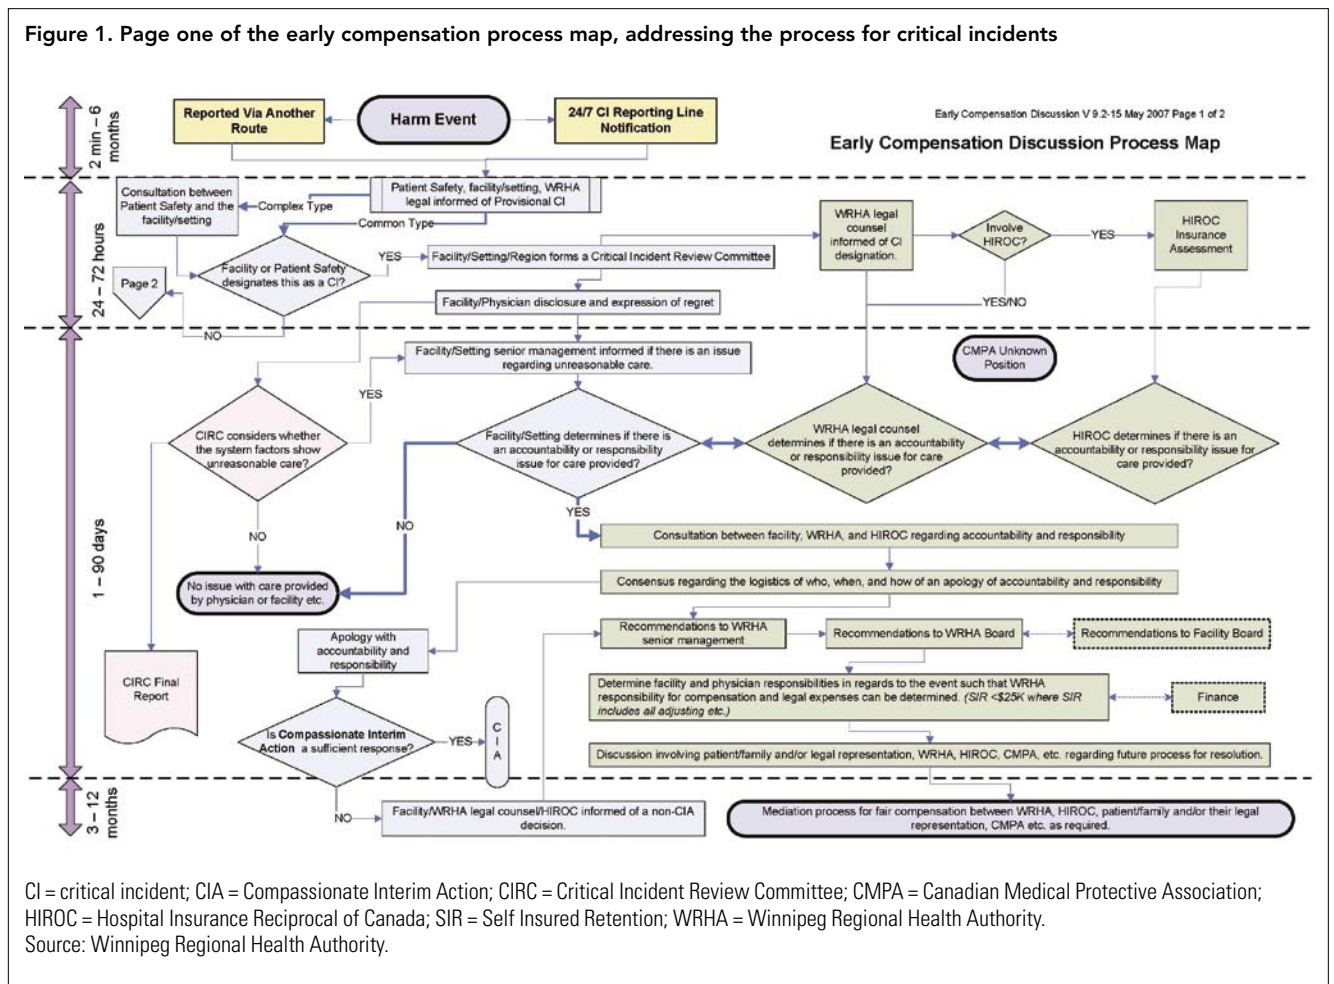 Figure 1. Page one of the early compensation process map, addressing the process for critical incidents
2 min – 6
months
Reported Via Another
Route
Harm Event
24/7 CI Reporting Line
Notification
Early Compensation Discussion V 9.2-15 May 2007 Page 1 of 2
Early Compensation Discussion Process Map
24 – 72 hours
Consultation between
Patient Safety and the
facility/setting
Complex Type
Patient Safety, facility/setting, WRHA
legal informed of Provisional CI
Common Type
Facility or Patient Safety
designates this as a CI?
YES
Facility/Setting/Region forms a Critical Incident Review Committee
WRHA legal
counsel
informed of CI
designation.
Involve
HIROC?
YES
HIROC
Insurance
Assessment
YES/NO
Page 2
NO
Facility/Physician disclosure and expression of regret
1 – 90 days
Facility/Setting senior management informed if there is an issue
regarding unreasonable care.
CMPA Unknown
Position
YES
CIRC considers whether
the system factors show
unreasonable care?
Facility/Setting determines if there is
an accountability or responsibility
issue for care provided?
WRHA legal counsel
determines if there is an accountability
or responsibility issue for care
provided?
HIROC determines if there is an
accountability or responsibility issue for
care provided?
NO
NO
YES
Consultation between facility, WRHA, and HIROC regarding accountability and responsibility
No issue with care provided
by physician or facility etc.
Consensus regarding the logistics of who, when, and how of an apology of accountability and responsibility
Apology with
accountability and
responsibility
Recommendations to WRHA
senior management
Recommendations to WRHA Board
Recommendations to Facility Board
CIRC Final
Report
Determine facility and physician responsibilities in regards to the event such that WRHA
responsibility for compensation and legal expenses can be determined. (SIR <$25K where SIR
includes all adjusting etc.)
Finance
Is Compassionate Interim
Action a sufficient response?
YES
C
I
A
Discussion involving patient/family and/or legal representation, WRHA, HIROC, CMPA, etc. regarding future process for resolution.
3 – 12
months
NO
Facility/WRHA legal counsel/HIROC informed of a non-CIA
decision.
Mediation process for fair compensation between WRHA, HIROC, patient/family and/or their legal
representation, CMPA etc. as required.
CI = critical incident; CIA = Compassionate Interim Action; CIRC = Critical Incident Review Committee; CMPA = Canadian Medical Protective Association;
HIROC = Hospital Insurance Reciprocal of Canada; SIR = Self Insured Retention; WRHA = Winnipeg Regional Health Authority.
Source: Winnipeg Regional Health Authority.